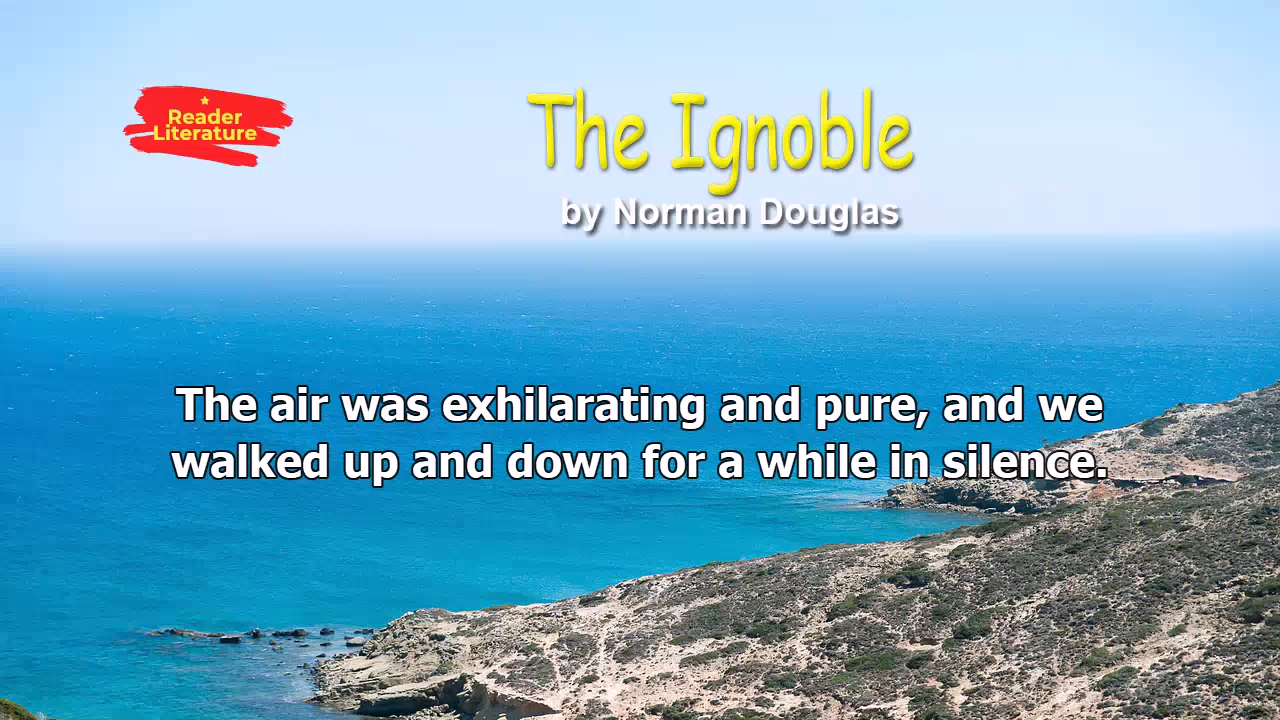 Reader
Literature
The Ignoble
by Norman Douglas
The air was exhilarating and pure, and we
walked up and down for a while in silence.